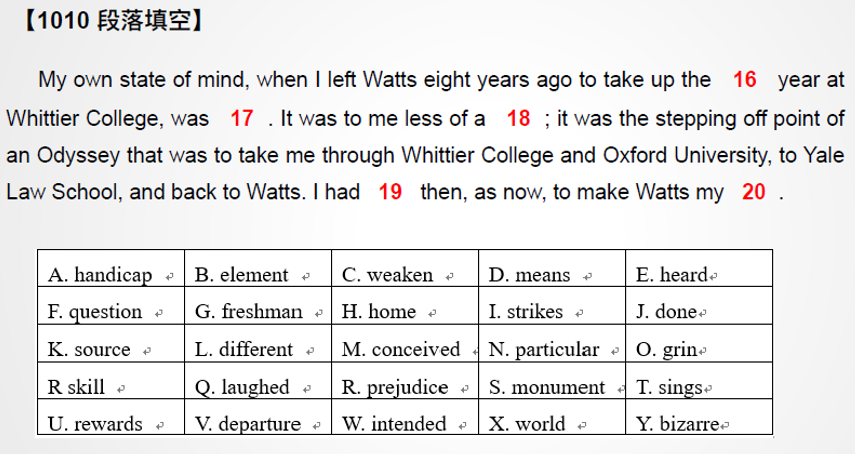 【1010 段落填空】
My own state of mind, when I left Watts eight years ago to take up the 16 year at
Whittier College, was 17 . It was to me less of a 18 ; it was the stepping off point of
an Odyssey that was to take me through Whittier College and Oxford University, to Yale
Law School, and back to Watts. I had 19 then, as now, to make Watts my 20 .
A. handicap B. element C. weaken D. means E. heard
F. question G. freshman H. home I. strikes J. done
K. source L. different M. conceived N. particular O. grin
R skill Q. laughed R. prejudice S. monument T. sings
U. rewards V. departure W. intended X. world Y. bizarre